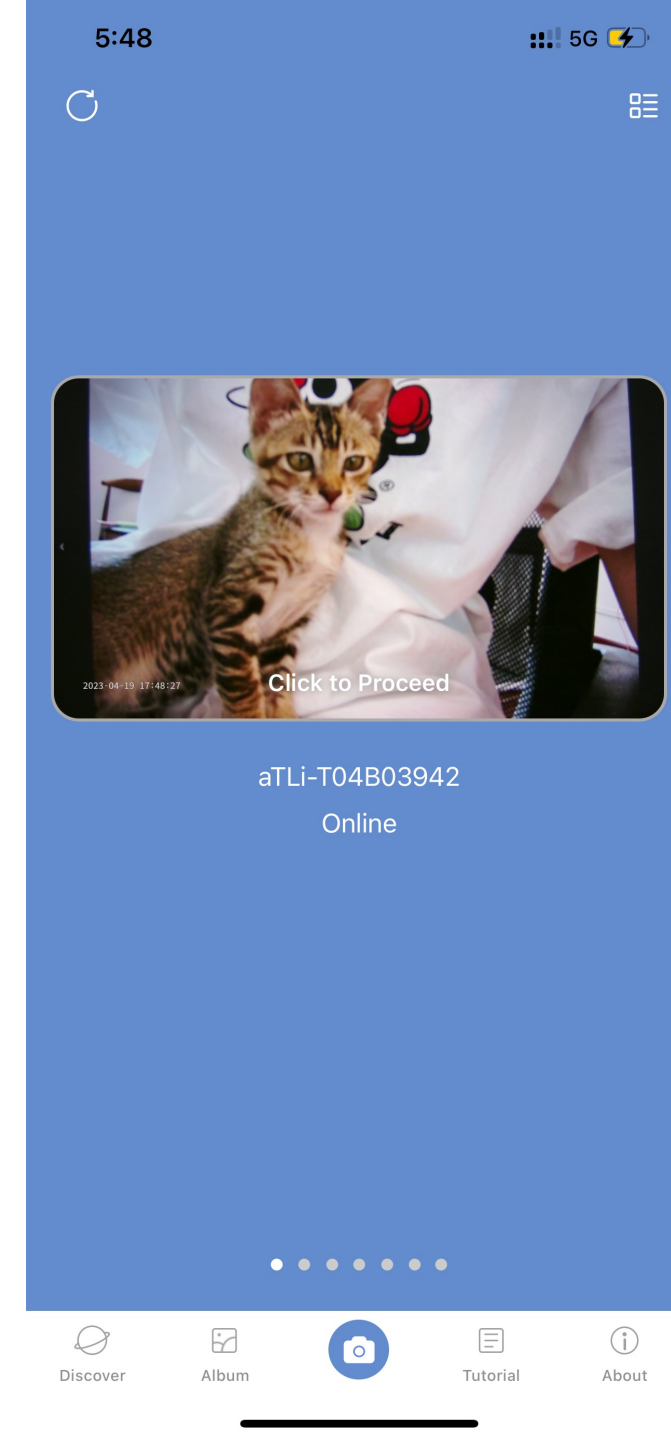 5:48
5G
®
2023-04-19 17:48:27
Click to Proceed
aTLi-T04B03942
Online
Discover
Album
Tutorial
About